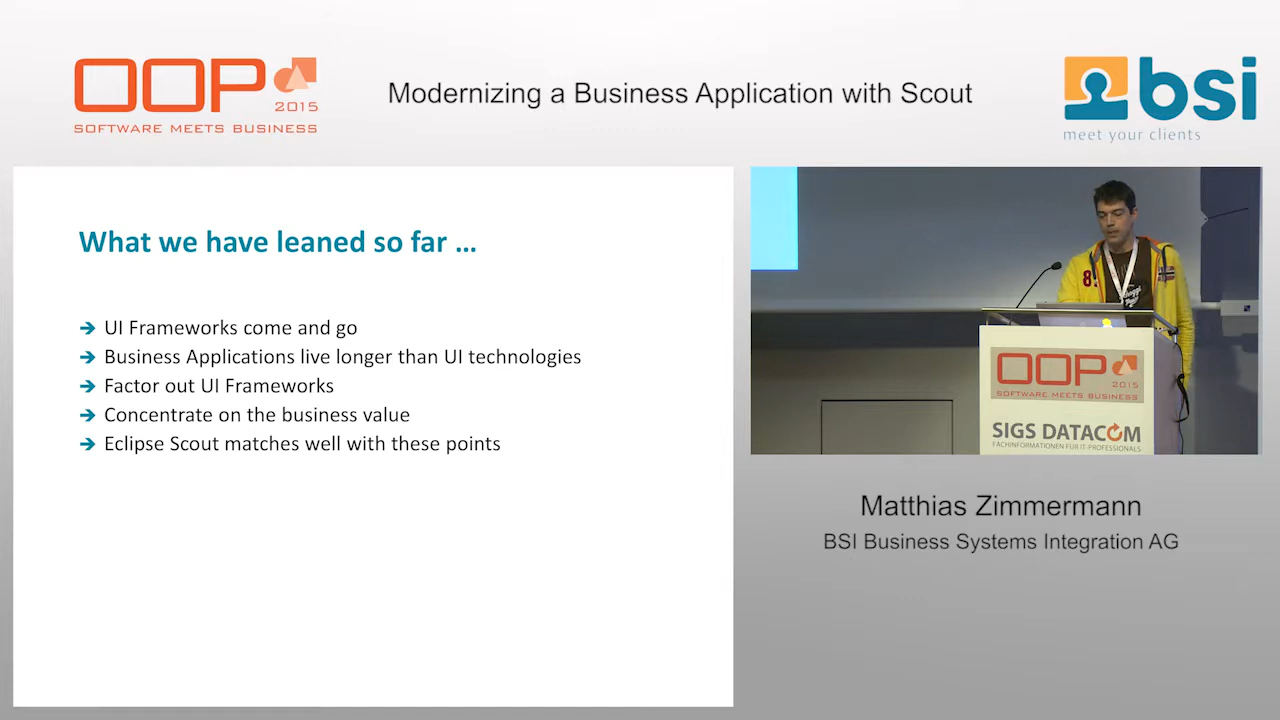 OOP
2015
SOFTWARE MEETS BUSINESS
Modernizing a Business Application with Scout
bsi
meet your clients
What we have leaned so far ...
UI Frameworks come and go
Business Applications live longer than UI technologies
Factor out UI Frameworks
Concentrate on the business value
Eclipse Scout matches well with these points
8
OOP
2015
SOFTWARE MEETS BUSINESS
SIGS DATACOM
FACHINFORMATIONEN FÜR IT-PROFESSIONALS
Matthias Zimmermann
BSI Business Systems Integration AG